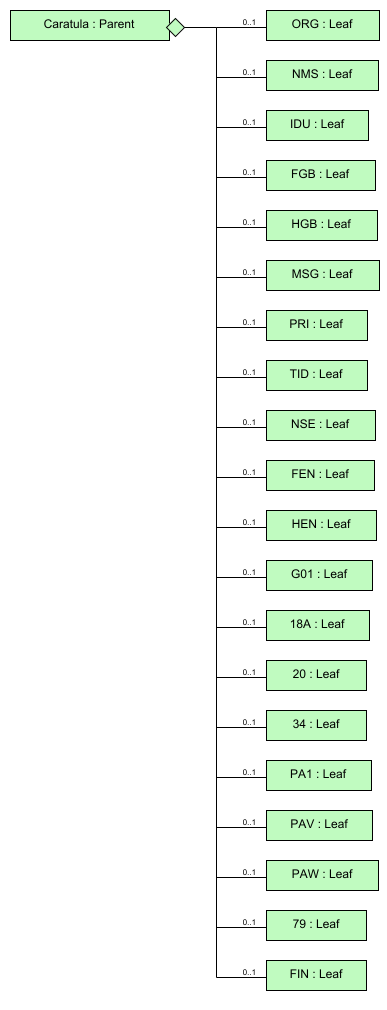 Caratula : Parent
0..1 ORG : Leaf
0..1 NMS : Leaf
0..1 IDU : Leaf
0..1 FGB : Leaf
0..1 HGB : Leaf
0..1 MSG : Leaf
0..1 PRI : Leaf
0..1 TID : Leaf
0..1 NSE : Leaf
0..1 FEN : Leaf
0..1 HEN : Leaf
0..1 G01 : Leaf
0..1 18A : Leaf
0..1 20 : Leaf
0..1 34 : Leaf
0..1 PA1 : Leaf
0..1 PAV : Leaf
0..1 PAW : Leaf
0..1 79 : Leaf
0..1 FIN : Leaf